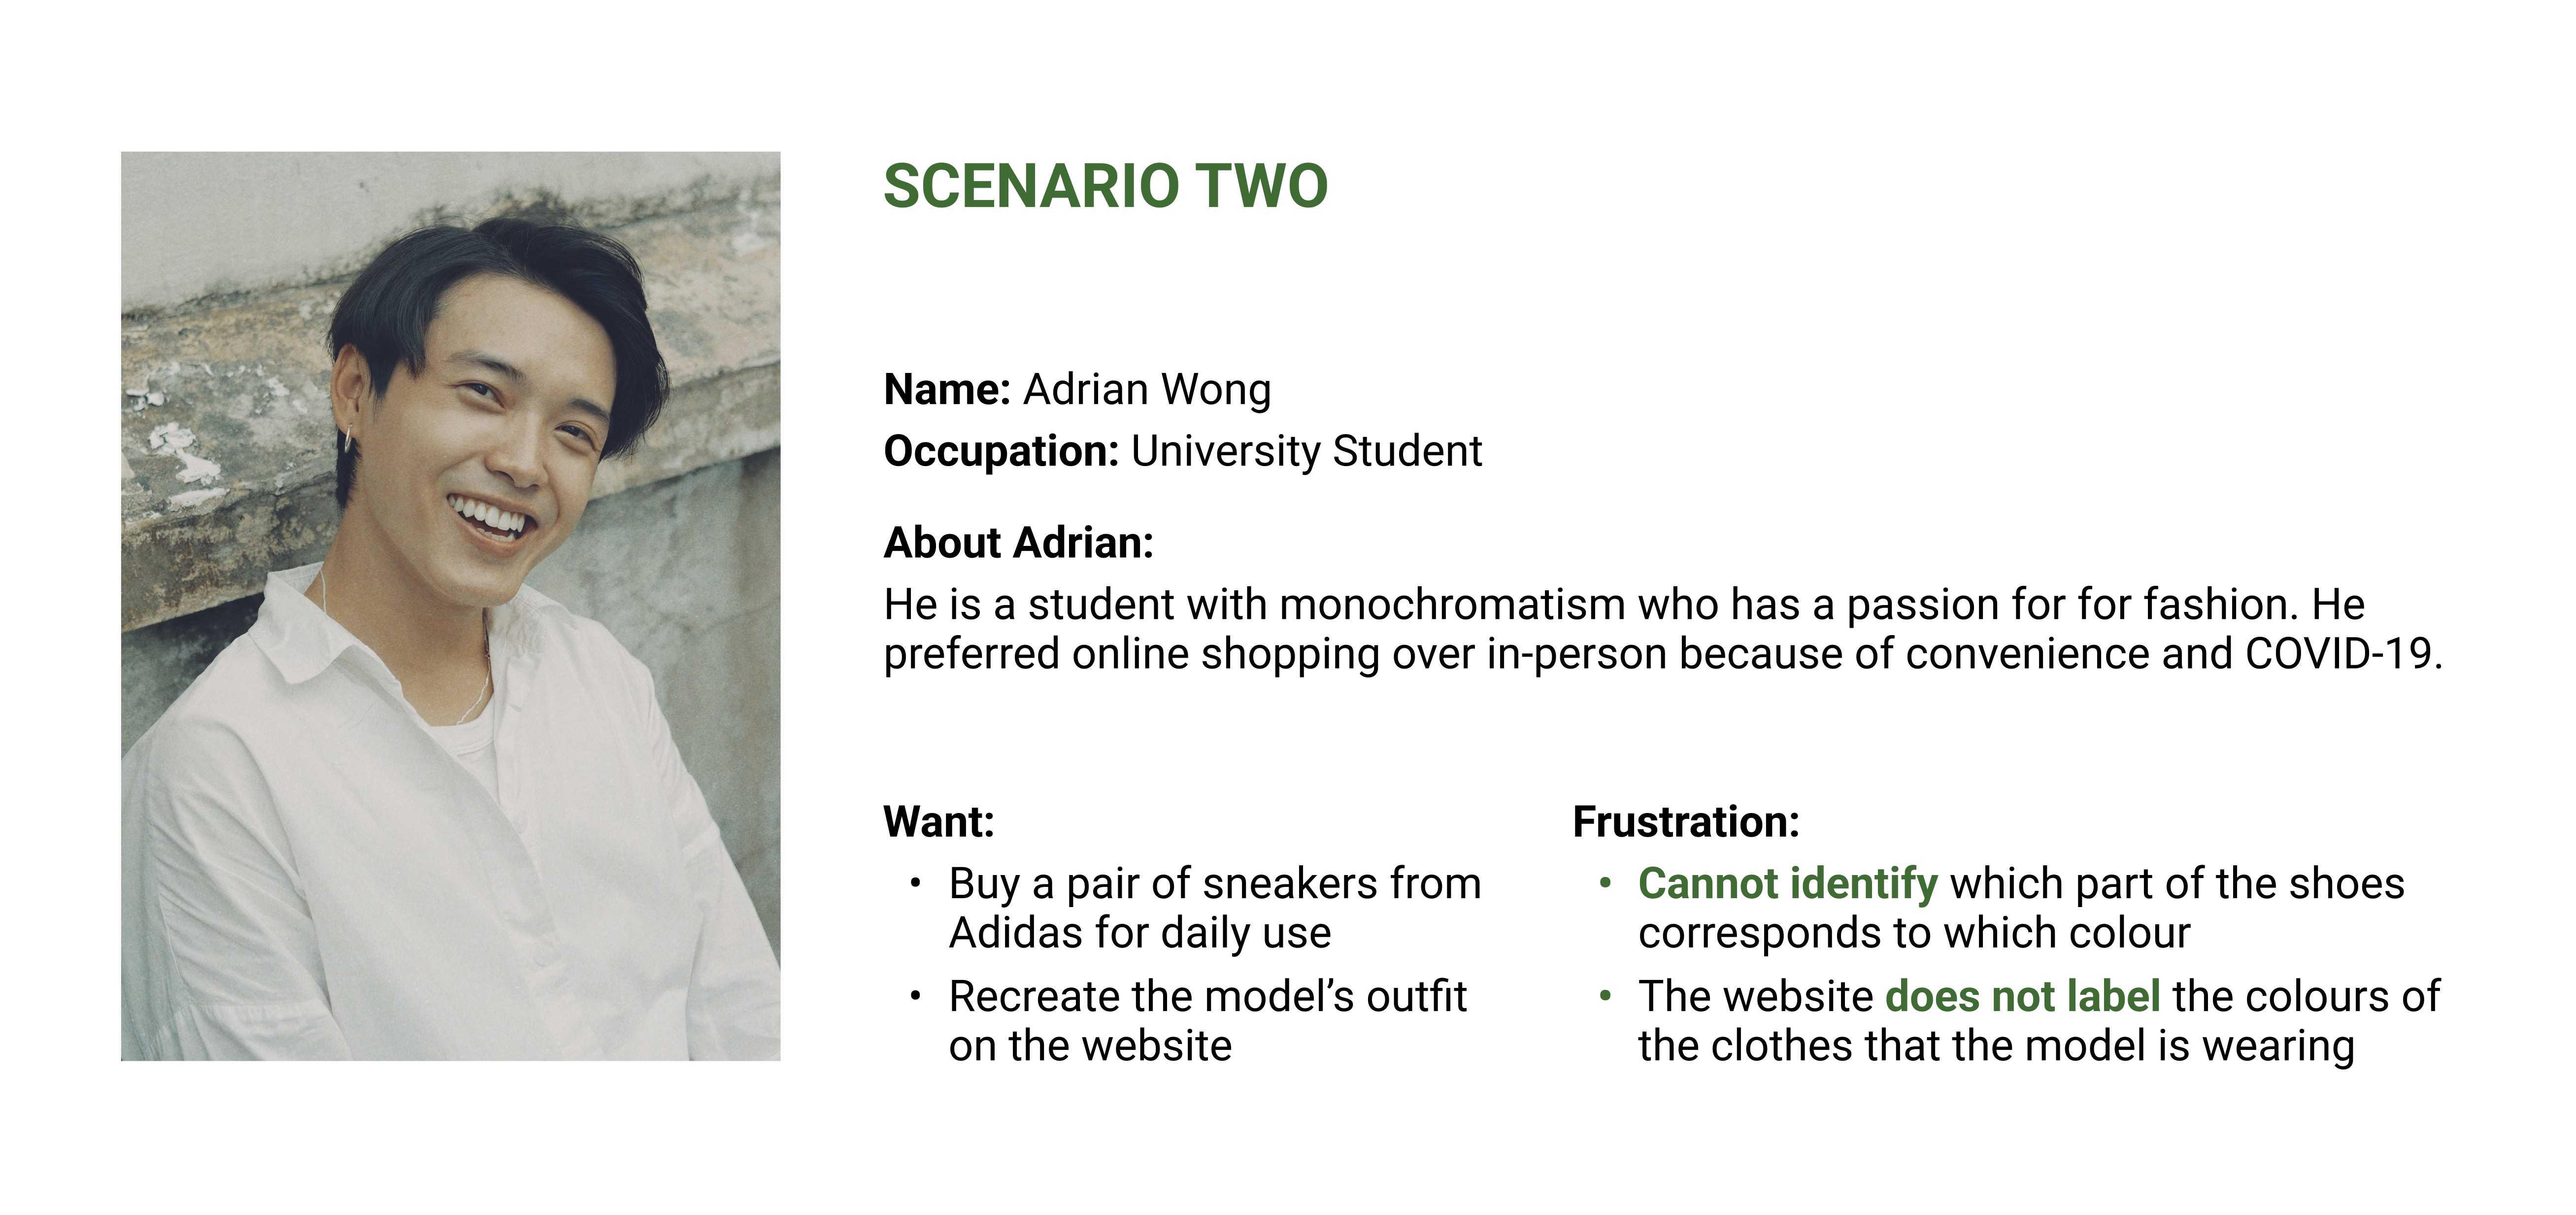 SCENARIO TWO
Name: Adrian Wong
Occupation: University Student
About Adrian:
He is a student with monochromatism who has a passion for for fashion. He
preferred online shopping over in-person because of convenience and COVID-19.
Want:
• Buy a pair of sneakers from
Adidas for daily use
• Recreate the model’s outfit
on the website
Frustration:
• Cannot identify which part of the shoes
corresponds to which colour
• The website does not label the colours of
the clothes that the model is wearing